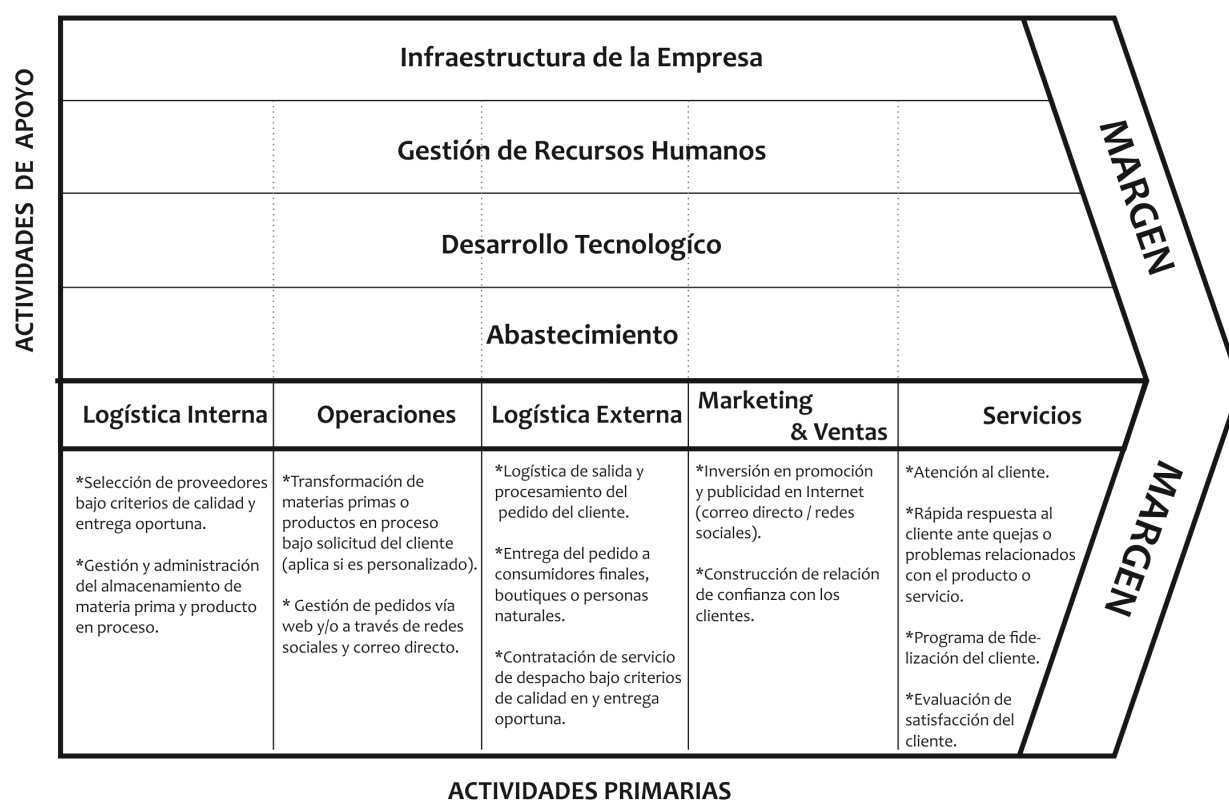 ACTIVIDADES DE APOYO
Infraestructura de la Empresa
Gestión de Recursos Humanos
Desarrollo Tecnologíco
Abastecimiento
MARGEN
MARGEN
Logística Interna
*Selección de proveedores
bajo criterios de calidad y
entrega oportuna.
*Gestión y administración
del almacenamiento de
materia prima y producto
en proceso.
Operaciones
*Transformación de
materias primas o
productos en proceso
bajo solicitud del cliente
(aplica si es personalizado).
* Gestión de pedidos vía
web y/o a través de redes
sociales y correo directo.
Logística Externa
*Logística de salida y
procesamiento del
pedido del cliente.
*Entrega del pedido a
consumidores finales,
boutiques o personas
naturales.
*Contratación de servicio
de despacho bajo criterios
de calidad en y entrega
oportuna.
Marketing
& Ventas
*Inversión en promoción
y publicidad en Internet
(correo directo / redes
sociales).
*Construcción de relación
de confianza con los
clientes.
Servicios
*Atención al cliente.
*Rápida respuesta al
cliente ante quejas o
problemas relacionados
con el producto o
servicio.
*Programa de fide-
lización del cliente.
*Evaluación de
satisfacción del
cliente.
ACTIVIDADES PRIMARIAS